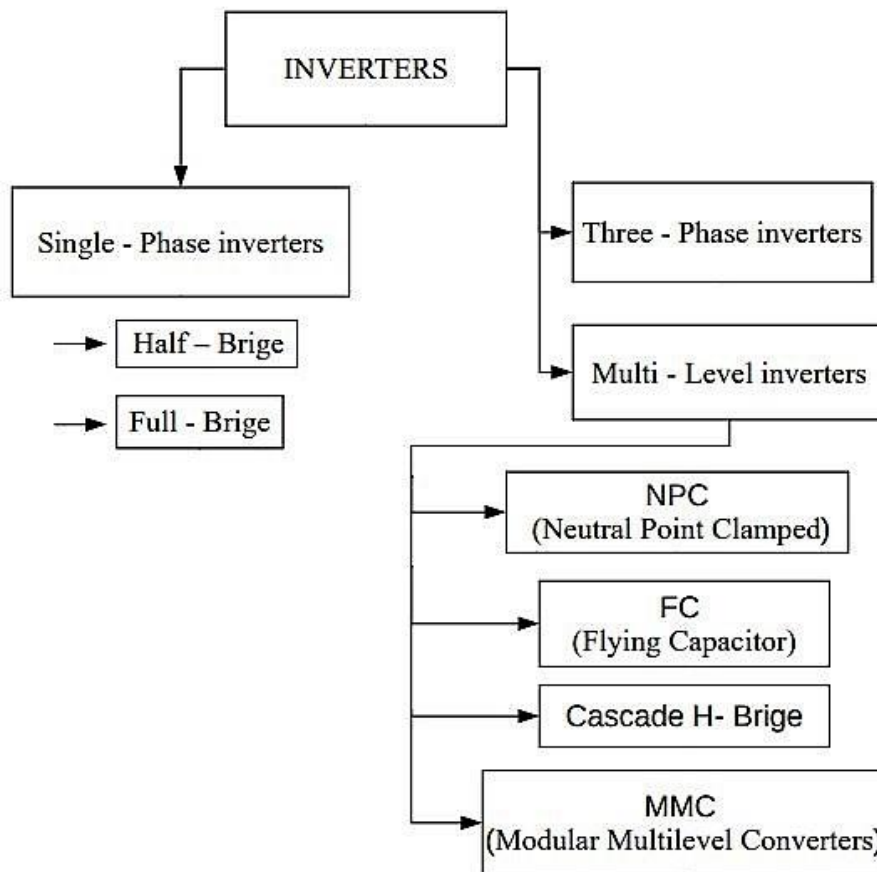 INVERTERS
Single - Phase inverters
Half – Brige
Full - Brige
Three - Phase inverters
Multi - Level inverters
NPC
(Neutral Point Clamped)
FC
(Flying Capacitor)
Cascade H- Brige
MMC
(Modular Multilevel Converters)